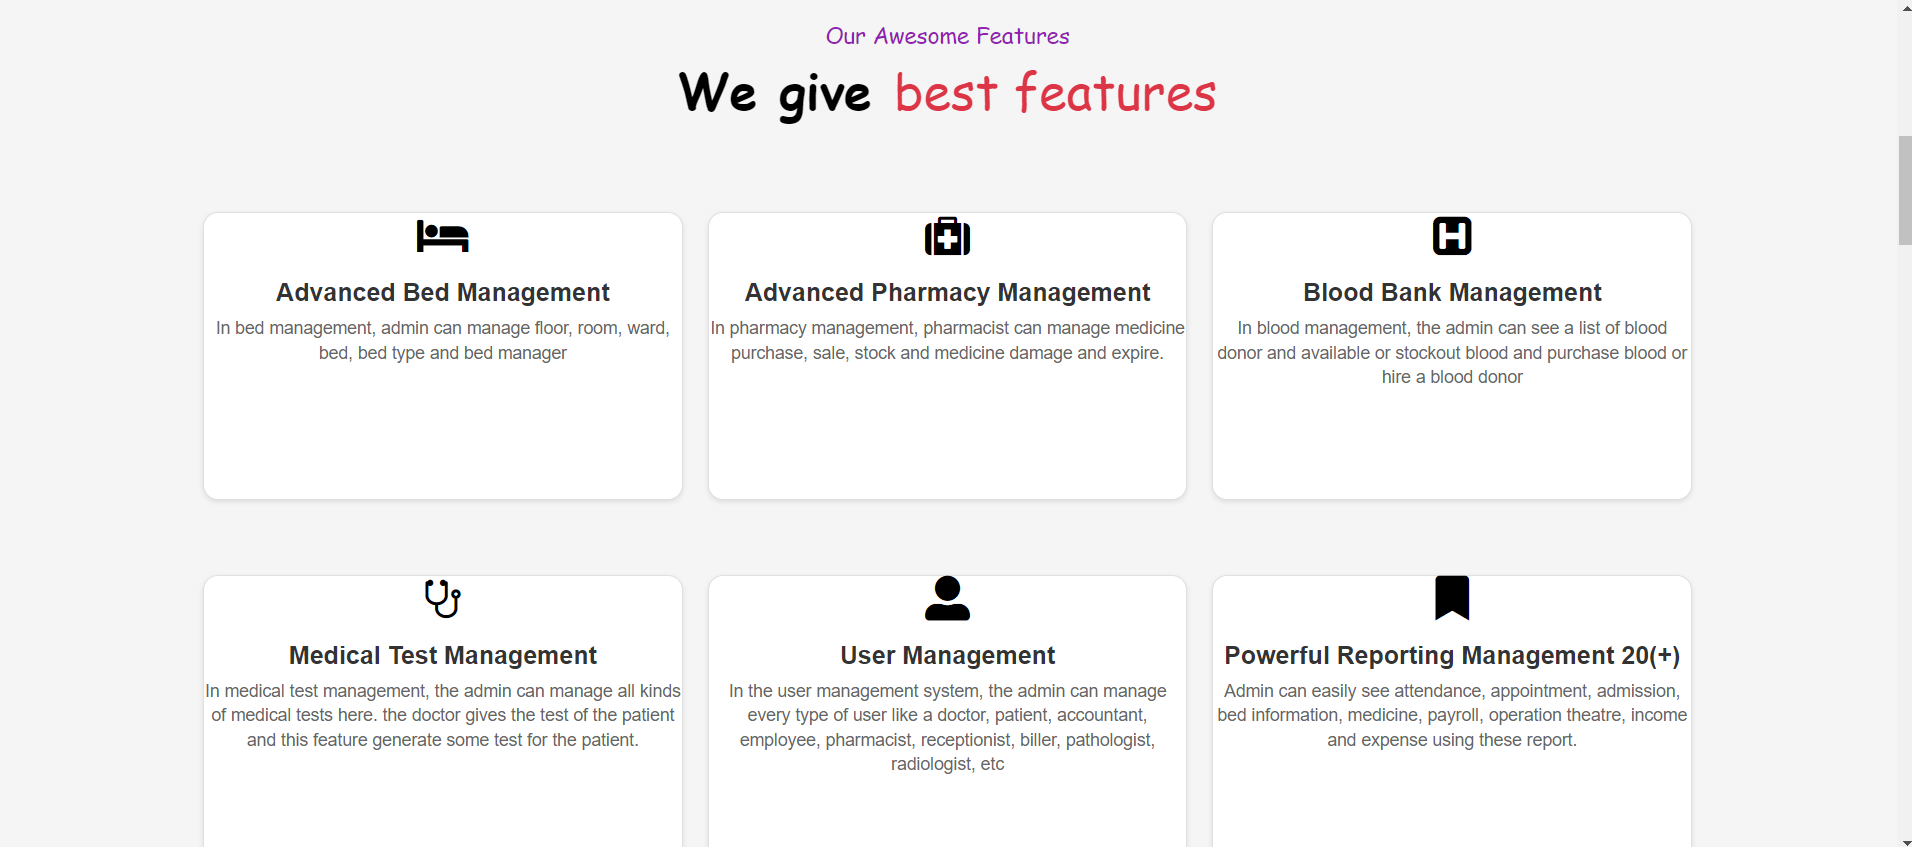 Our Awesome Features
We give best features
Advanced Bed Management
In bed management, admin can manage floor, room, ward,
bed, bed type and bed manager
Advanced Pharmacy Management
In pharmacy management, pharmacist can manage medicine
purchase, sale, stock and medicine damage and expire.
Blood Bank Management
In blood management, the admin can see a list of blood
donor and available or stockout blood and purchase blood or
hire a blood donor
Medical Test Management
In medical test management, the admin can manage all kinds
of medical tests here. the doctor gives the test of the patient
and this feature generate some test for the patient.
User Management
In the user management system, the admin can manage
every type of user like a doctor, patient, accountant,
employee, pharmacist, receptionist, biller, pathologist,
radiologist, etc
Powerful Reporting Management 20(+)
Admin can easily see attendance, appointment, admission,
bed information, medicine, payroll, operation theatre, income
and expense using these report.